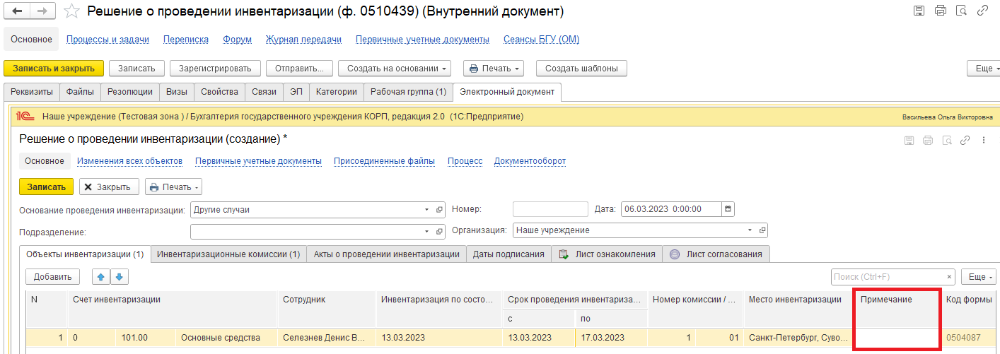 Решение о проведении инвентаризации (ф. 0510439) (Внутренний документ)
Основное Процессы и задачи Переписка Форум Журнал передачи Первичные учетные документы Сеансы БГУ (ОМ)
Записать и закрыть Записать Зарегистрировать Отправить... Создать на основании Печать Создать шаблоны Еще
Реквизиты Файлы Резолюции Визы Свойства Связи ЭП Категории Рабочая группа (1) Электронный документ
1С Наше учреждение (Тестовая зона ) / Бухгалтерия государственного учреждения КОРП, редакция 2.0 (1С:Предприятие) Васильева Ольга Викторовна
Решение о проведении инвентаризации (создание) *
Основное Изменения всех объектов Первичные учетные документы Присоединенные файлы Процесс Документооборот
Записать Закрыть Печать
Основание проведения инвентаризации: Другие случаи Номер: Дата: 06.03.2023 0:00:00
Подразделение: Организация: Наше учреждение
Объекты инвентаризации (1) Инвентаризационные комиссии (1) Акты о проведении инвентаризации Даты подписания Лист ознакомления Лист согласования
Добавить Поиск (Ctrl+F) × Еще
N Счет инвентаризации Сотрудник Инвентаризация по состо... Срок проведения инвентариза... Номер комиссии / ... Место инвентаризации Примечание Код формы
с по
1 0 101.00 Основные средства Селезнев Денис В... 13.03.2023 13.03.2023 17.03.2023 1 01 Санкт-Петербург, Суво... 0504087